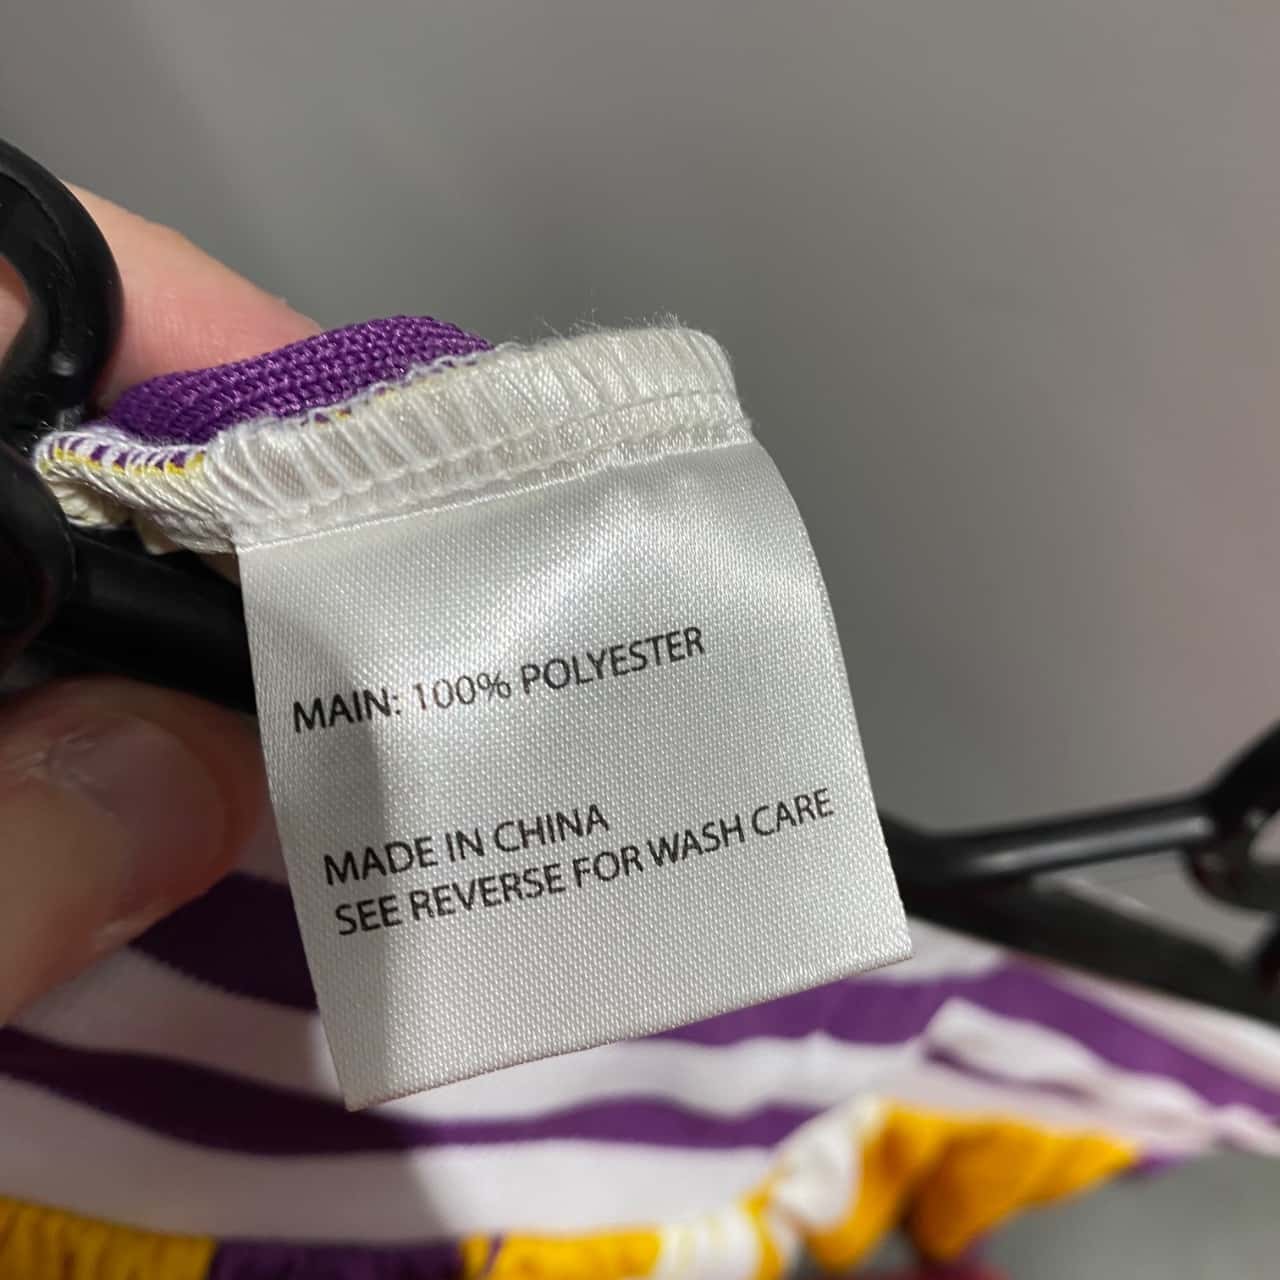 MAIN: 100% POLYESTER
MADE IN CHINA
SEE REVERSE FOR WASH CARE